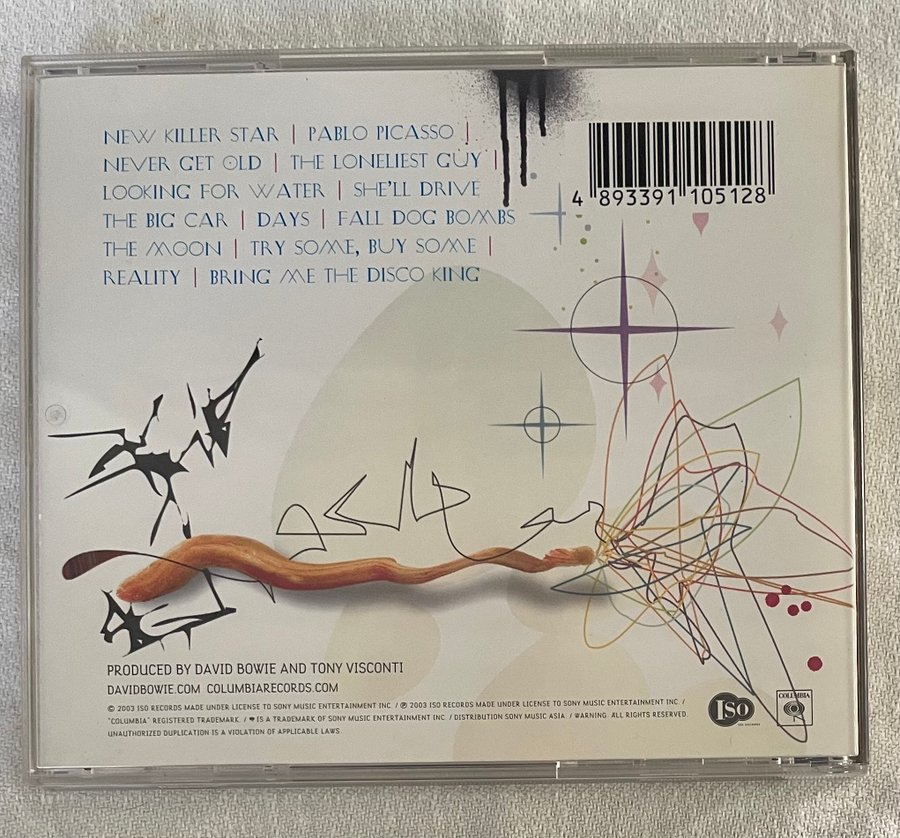 NEW KILLER STAR | PABLO PICASSO |
NEVER GET OLD | THE LONELIEST GUY |
LOOKING FOR WATER | SHE'LL DRIVE
THE BIG CAR | DAYS | FALL DOG BOMBS
THE MOON | TRY SOME, BUY SOME |
REALITY | BRING ME THE DISCO KING
4 893391 105128
PRODUCED BY DAVID BOWIE AND TONY VISCONTI
DAVIDBOWIE.COM COLUMBIARECORDS.COM
© 2003 ISO RECORDS MADE UNDER LICENSE TO SONY MUSIC ENTERTAINMENT INC / ℗ 2003 ISO RECORDS MADE UNDER LICENSE TO SONY MUSIC ENTERTAINMENT INC /
"COLUMBIA" REGISTERED TRADEMARK. / IS A TRADEMARK OF SONY MUSIC ENTERTAINMENT INC. / DISTRIBUTION SONY MUSIC ASIA. / WARNING: ALL RIGHTS RESERVED.
UNAUTHORIZED DUPLICATION IS A VIOLATION OF APPLICABLE LAWS.
ISO
COLUMBIA